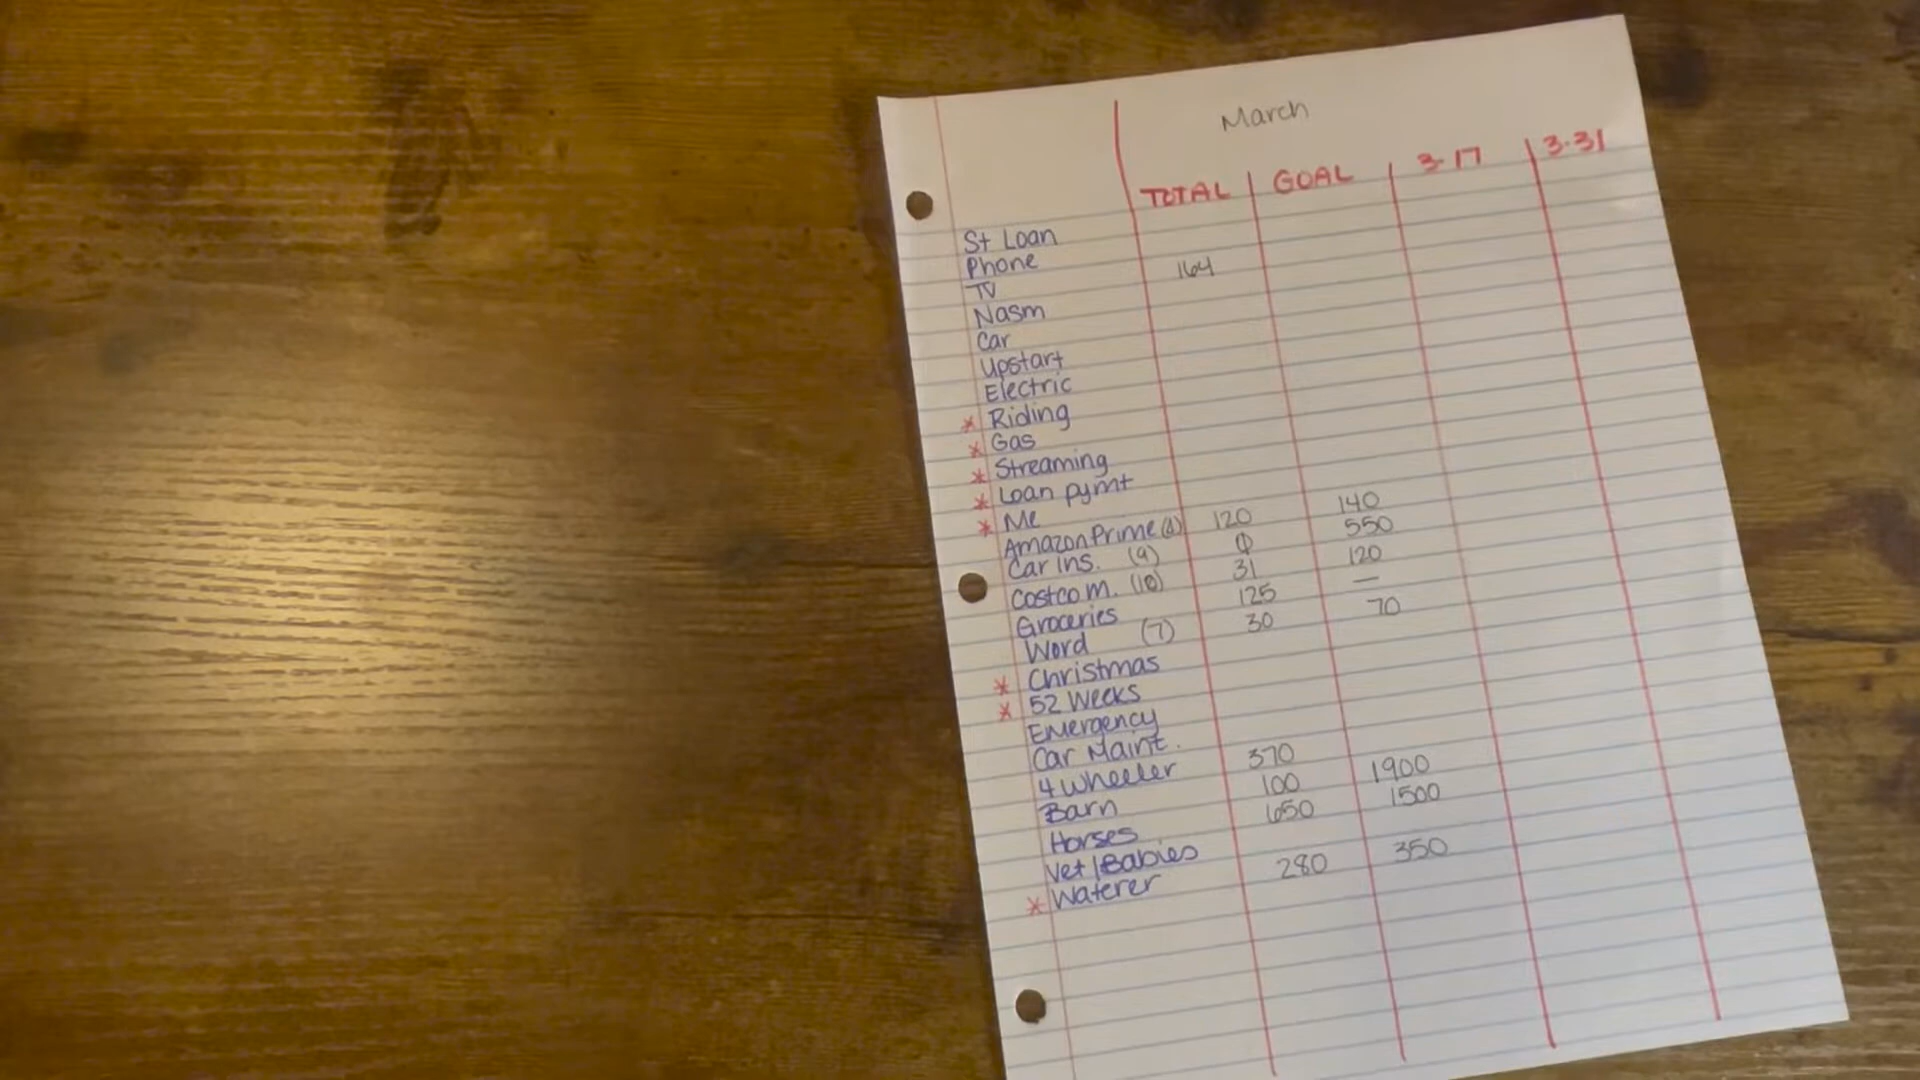 March
TOTAL GOAL 3-17 3-31
St Loan
Phone
TV 164
Nasm
Car
Upstart
Electric
* Riding
* Gas
* Streaming
* Loan pymt
* Me
Amazon Prime (4) 120 140
Car Ins. (9) 0 550
Costco M. (10) 31 120
Groceries 125 —
Word (7) 30 70
* Christmas
* 52 Weeks
Emergency
Car Maint.
4 Wheeler 370
Barn 100 1900
Horses 650 1500
Vet/Babies
* Waterer 280 350